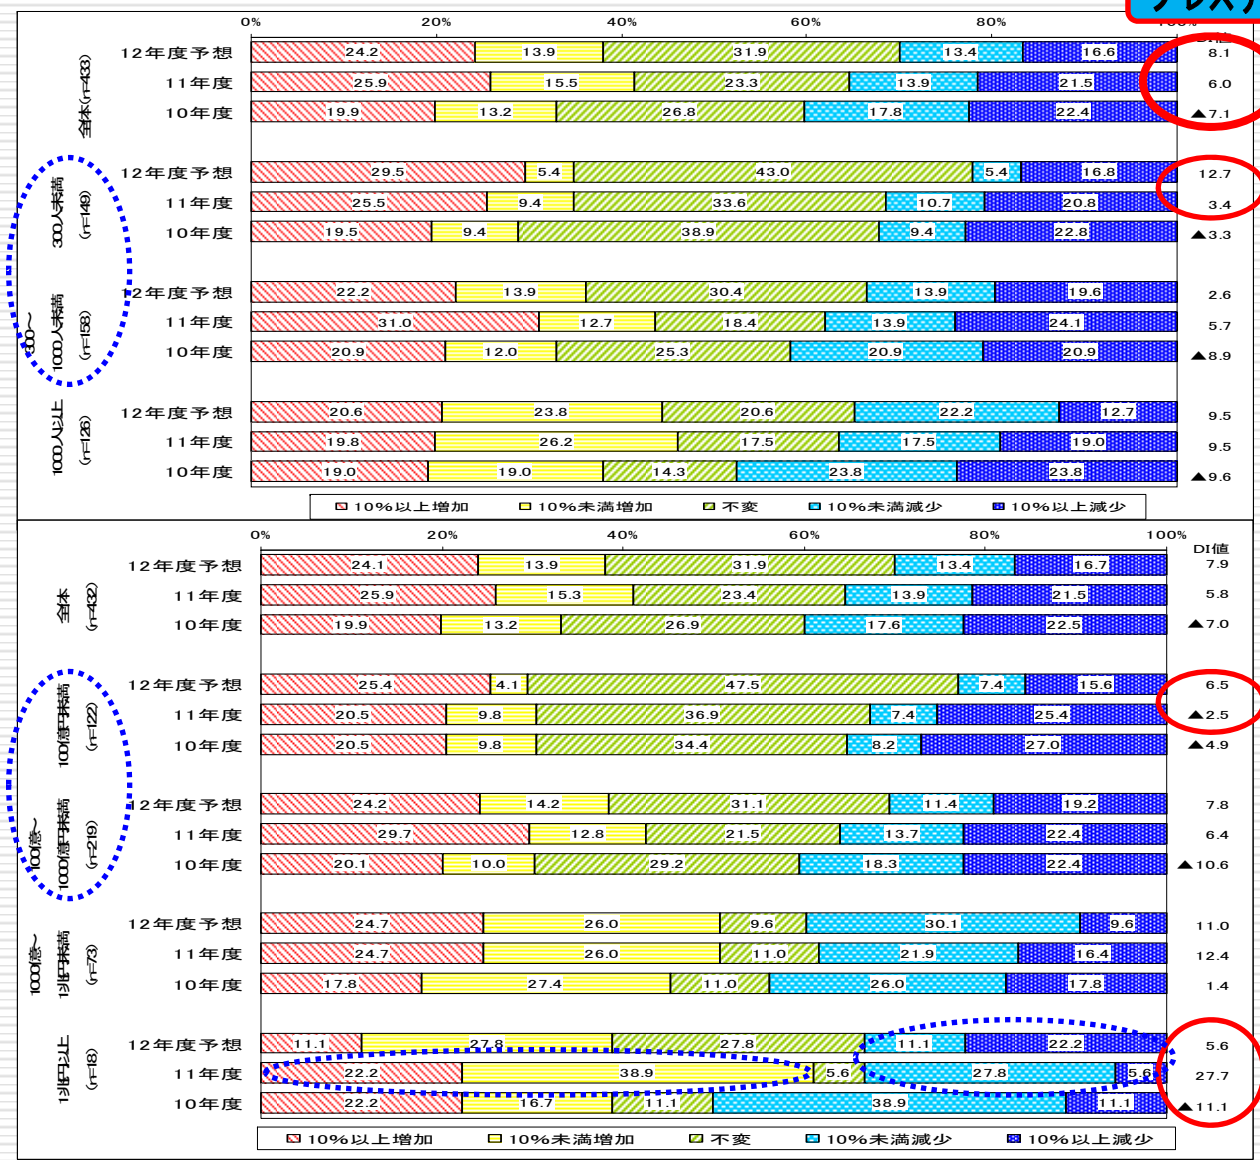 0% 20% 40% 60% 80% 100%
DI値
全体(n=433)
12年度予想 24.2 13.9 31.9 13.4 16.6 8.1
11年度 25.9 15.5 23.3 13.9 21.5 6.0
10年度 19.9 13.2 26.8 17.8 22.4 ▲7.1
300人未満
(n=149)
12年度予想 29.5 5.4 43.0 5.4 16.8 12.7
11年度 25.5 9.4 33.6 10.7 20.8 3.4
10年度 19.5 9.4 38.9 9.4 22.8 ▲3.3
300~
1000人未満
(n=158)
12年度予想 22.2 13.9 30.4 13.9 19.6 2.6
11年度 31.0 12.7 18.4 13.9 24.1 5.7
10年度 20.9 12.0 25.3 20.9 20.9 ▲8.9
1000人以上
(n=126)
12年度予想 20.6 23.8 20.6 22.2 12.7 9.5
11年度 19.8 26.2 17.5 17.5 19.0 9.5
10年度 19.0 19.0 14.3 23.8 23.8 ▲9.6
10%以上増加 10%未満増加 不変 10%未満減少 10%以上減少
0% 20% 40% 60% 80% 100%
DI値
全体
(n=432)
12年度予想 24.1 13.9 31.9 13.4 16.7 7.9
11年度 25.9 15.3 23.4 13.9 21.5 5.8
10年度 19.9 13.2 26.9 17.6 22.5 ▲7.0
100億円未満
(n=122)
12年度予想 25.4 4.1 47.5 7.4 15.6 6.5
11年度 20.5 9.8 36.9 7.4 25.4 ▲2.5
10年度 20.5 9.8 34.4 8.2 27.0 ▲4.9
100億~
1000億円未満
(n=219)
12年度予想 24.2 14.2 31.1 11.4 19.2 7.8
11年度 29.7 12.8 21.5 13.7 22.4 6.4
10年度 20.1 10.0 29.2 18.3 22.4 ▲10.6
1000億~
1兆円未満
(n=73)
12年度予想 24.7 26.0 9.6 30.1 9.6 11.0
11年度 24.7 26.0 11.0 21.9 16.4 12.4
10年度 17.8 27.4 11.0 26.0 17.8 1.4
1兆円以上
(n=18)
12年度予想 11.1 27.8 27.8 11.1 22.2 5.6
11年度 22.2 38.9 5.6 27.8 5.6 27.7
10年度 22.2 16.7 11.1 38.9 11.1 ▲11.1
10%以上増加 10%未満増加 不変 10%未満減少 10%以上減少